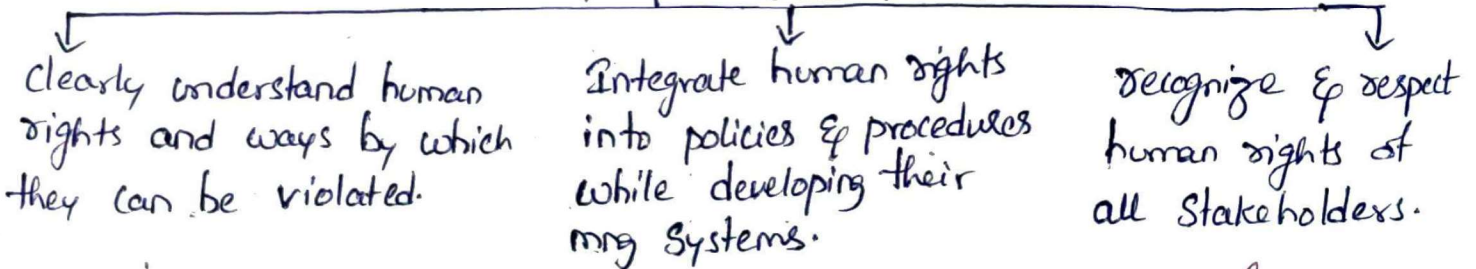 Clearly understand human
rights and ways by which
they can be violated.
Integrate human rights
into policies & procedures
while developing their
mng Systems.
recognize & respect
human rights of
all Stakeholders.